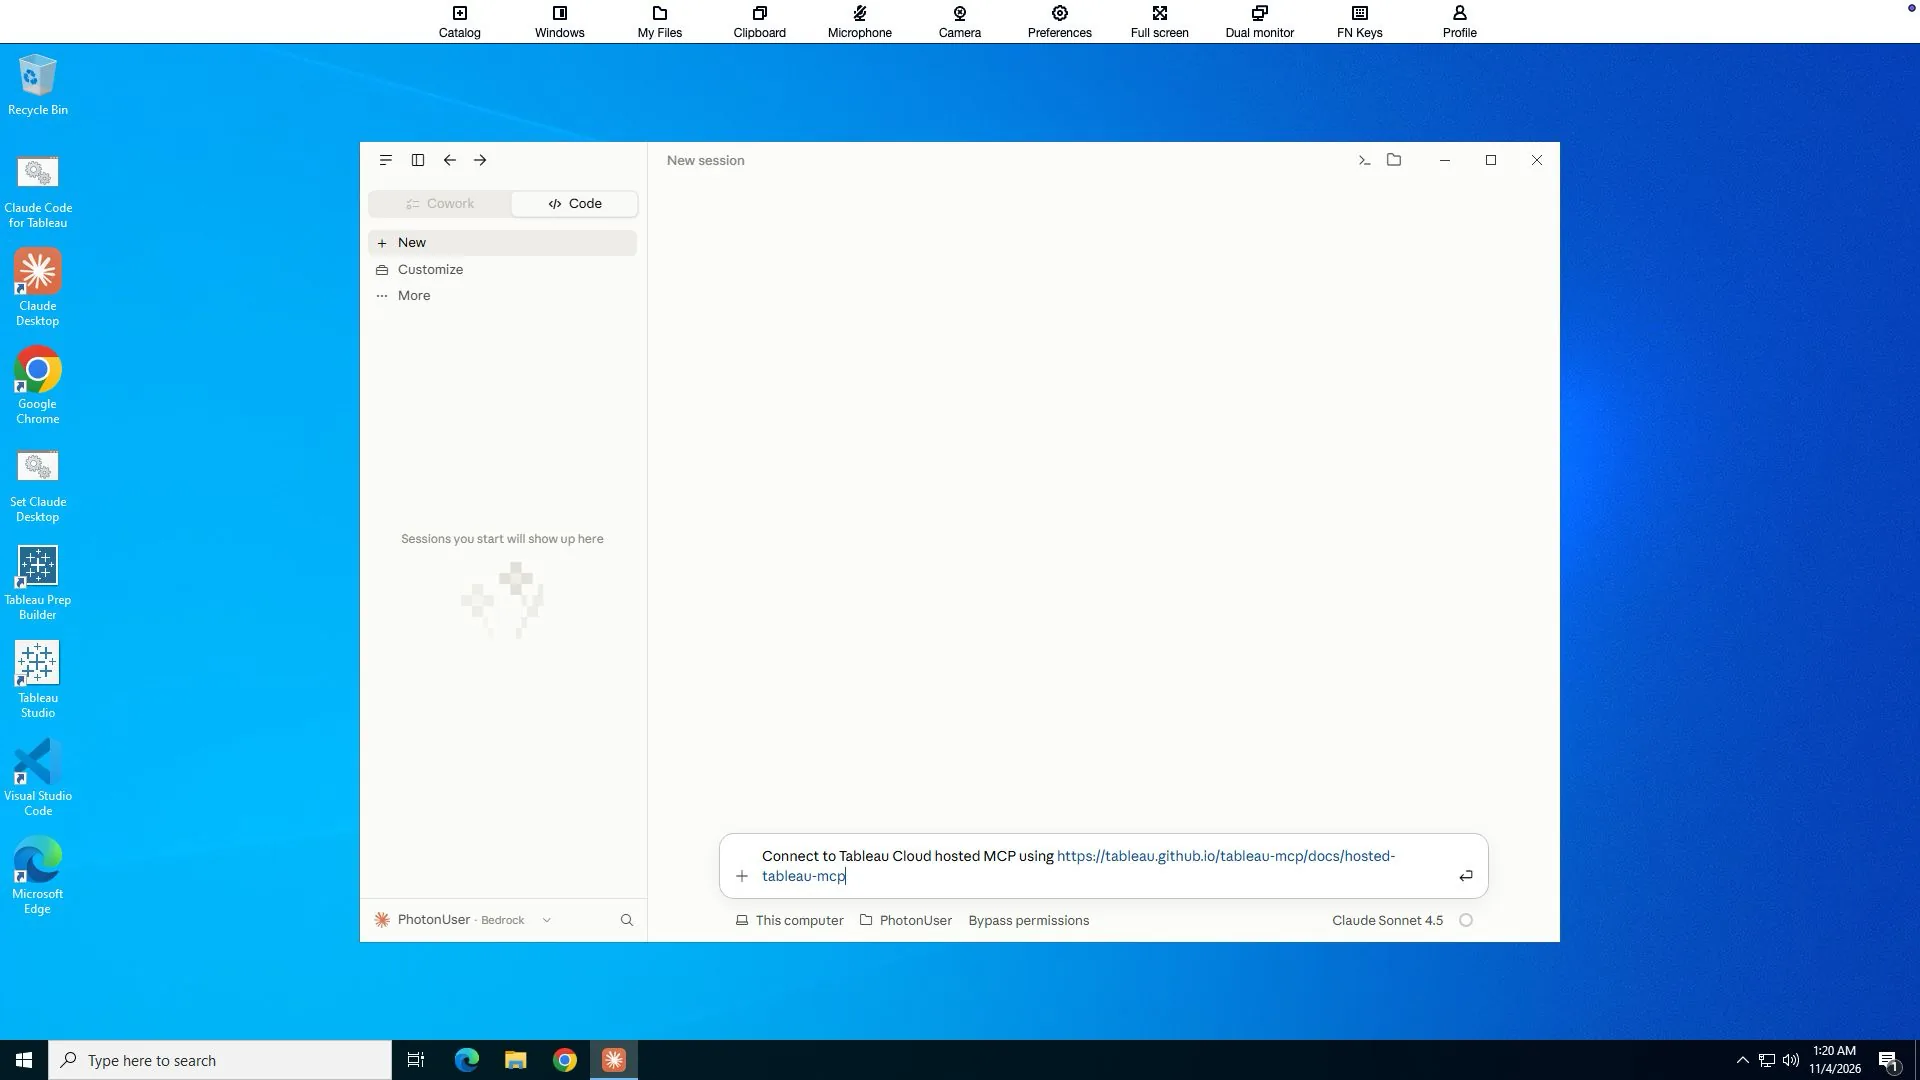 Catalog
Windows
My Files
Clipboard
Microphone
Camera
Preferences
Full screen
Dual monitor
FN Keys
Profile
Recycle Bin
Claude Code
for Tableau
Claude
Desktop
Google
Chrome
Set Claude
Desktop
Tableau Prep
Builder
Tableau
Studio
Visual Studio
Code
Microsoft
Edge
New session
Cowork
Code
New
Customize
More
Sessions you start will show up here
PhotonUser · Bedrock
Connect to Tableau Cloud hosted MCP using https://tableau.github.io/tableau-mcp/docs/hosted-
tableau-mcp
This computer
PhotonUser
Bypass permissions
Claude Sonnet 4.5
Type here to search
1:20 AM
11/4/2026
1